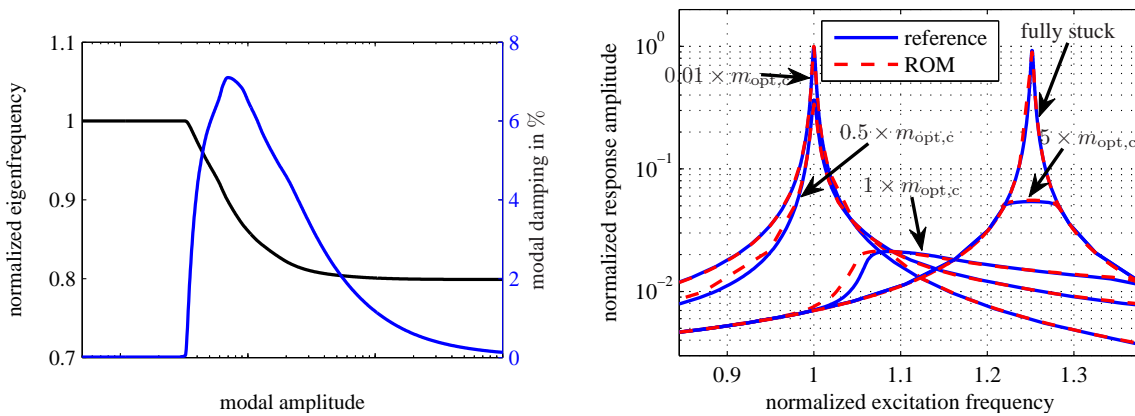 normalized eigenfrequency
1.1
1
0.9
0.8
0.7
8
6
4
2
0
modal damping in %
modal amplitude
normalized response amplitude
10⁰
10⁻¹
10⁻²
reference
ROM
fully stuck
0.01 × m_opt,c
0.5 × m_opt,c
1 × m_opt,c
5 × m_opt,c
0.9
1
1.1
1.2
1.3
normalized excitation frequency